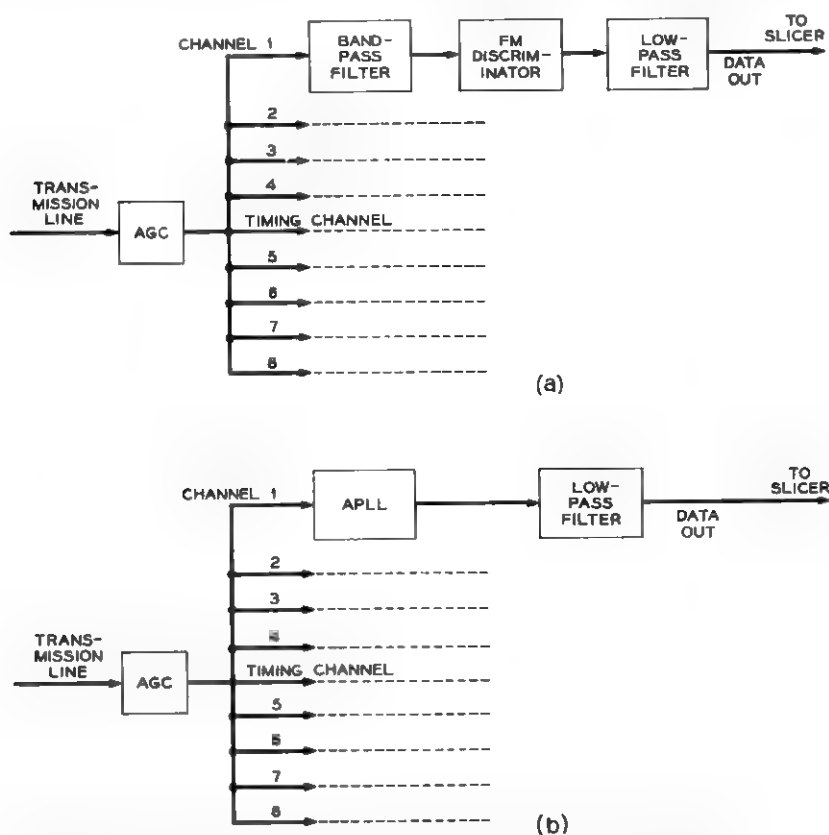 CHANNEL 1
BAND-
PASS
FILTER
FM
DISCRIM-
INATOR
LOW-
PASS
FILTER
TO
SLICER
DATA
OUT
2
3
4
TRANS-
MISSION
LINE
AGC
TIMING CHANNEL
5
6
7
8
(a)
CHANNEL 1
APLL
LOW-
PASS
FILTER
TO
SLICER
DATA
OUT
2
3
4
TRANS-
MISSION
LINE
AGC
TIMING CHANNEL
5
6
7
8
(b)